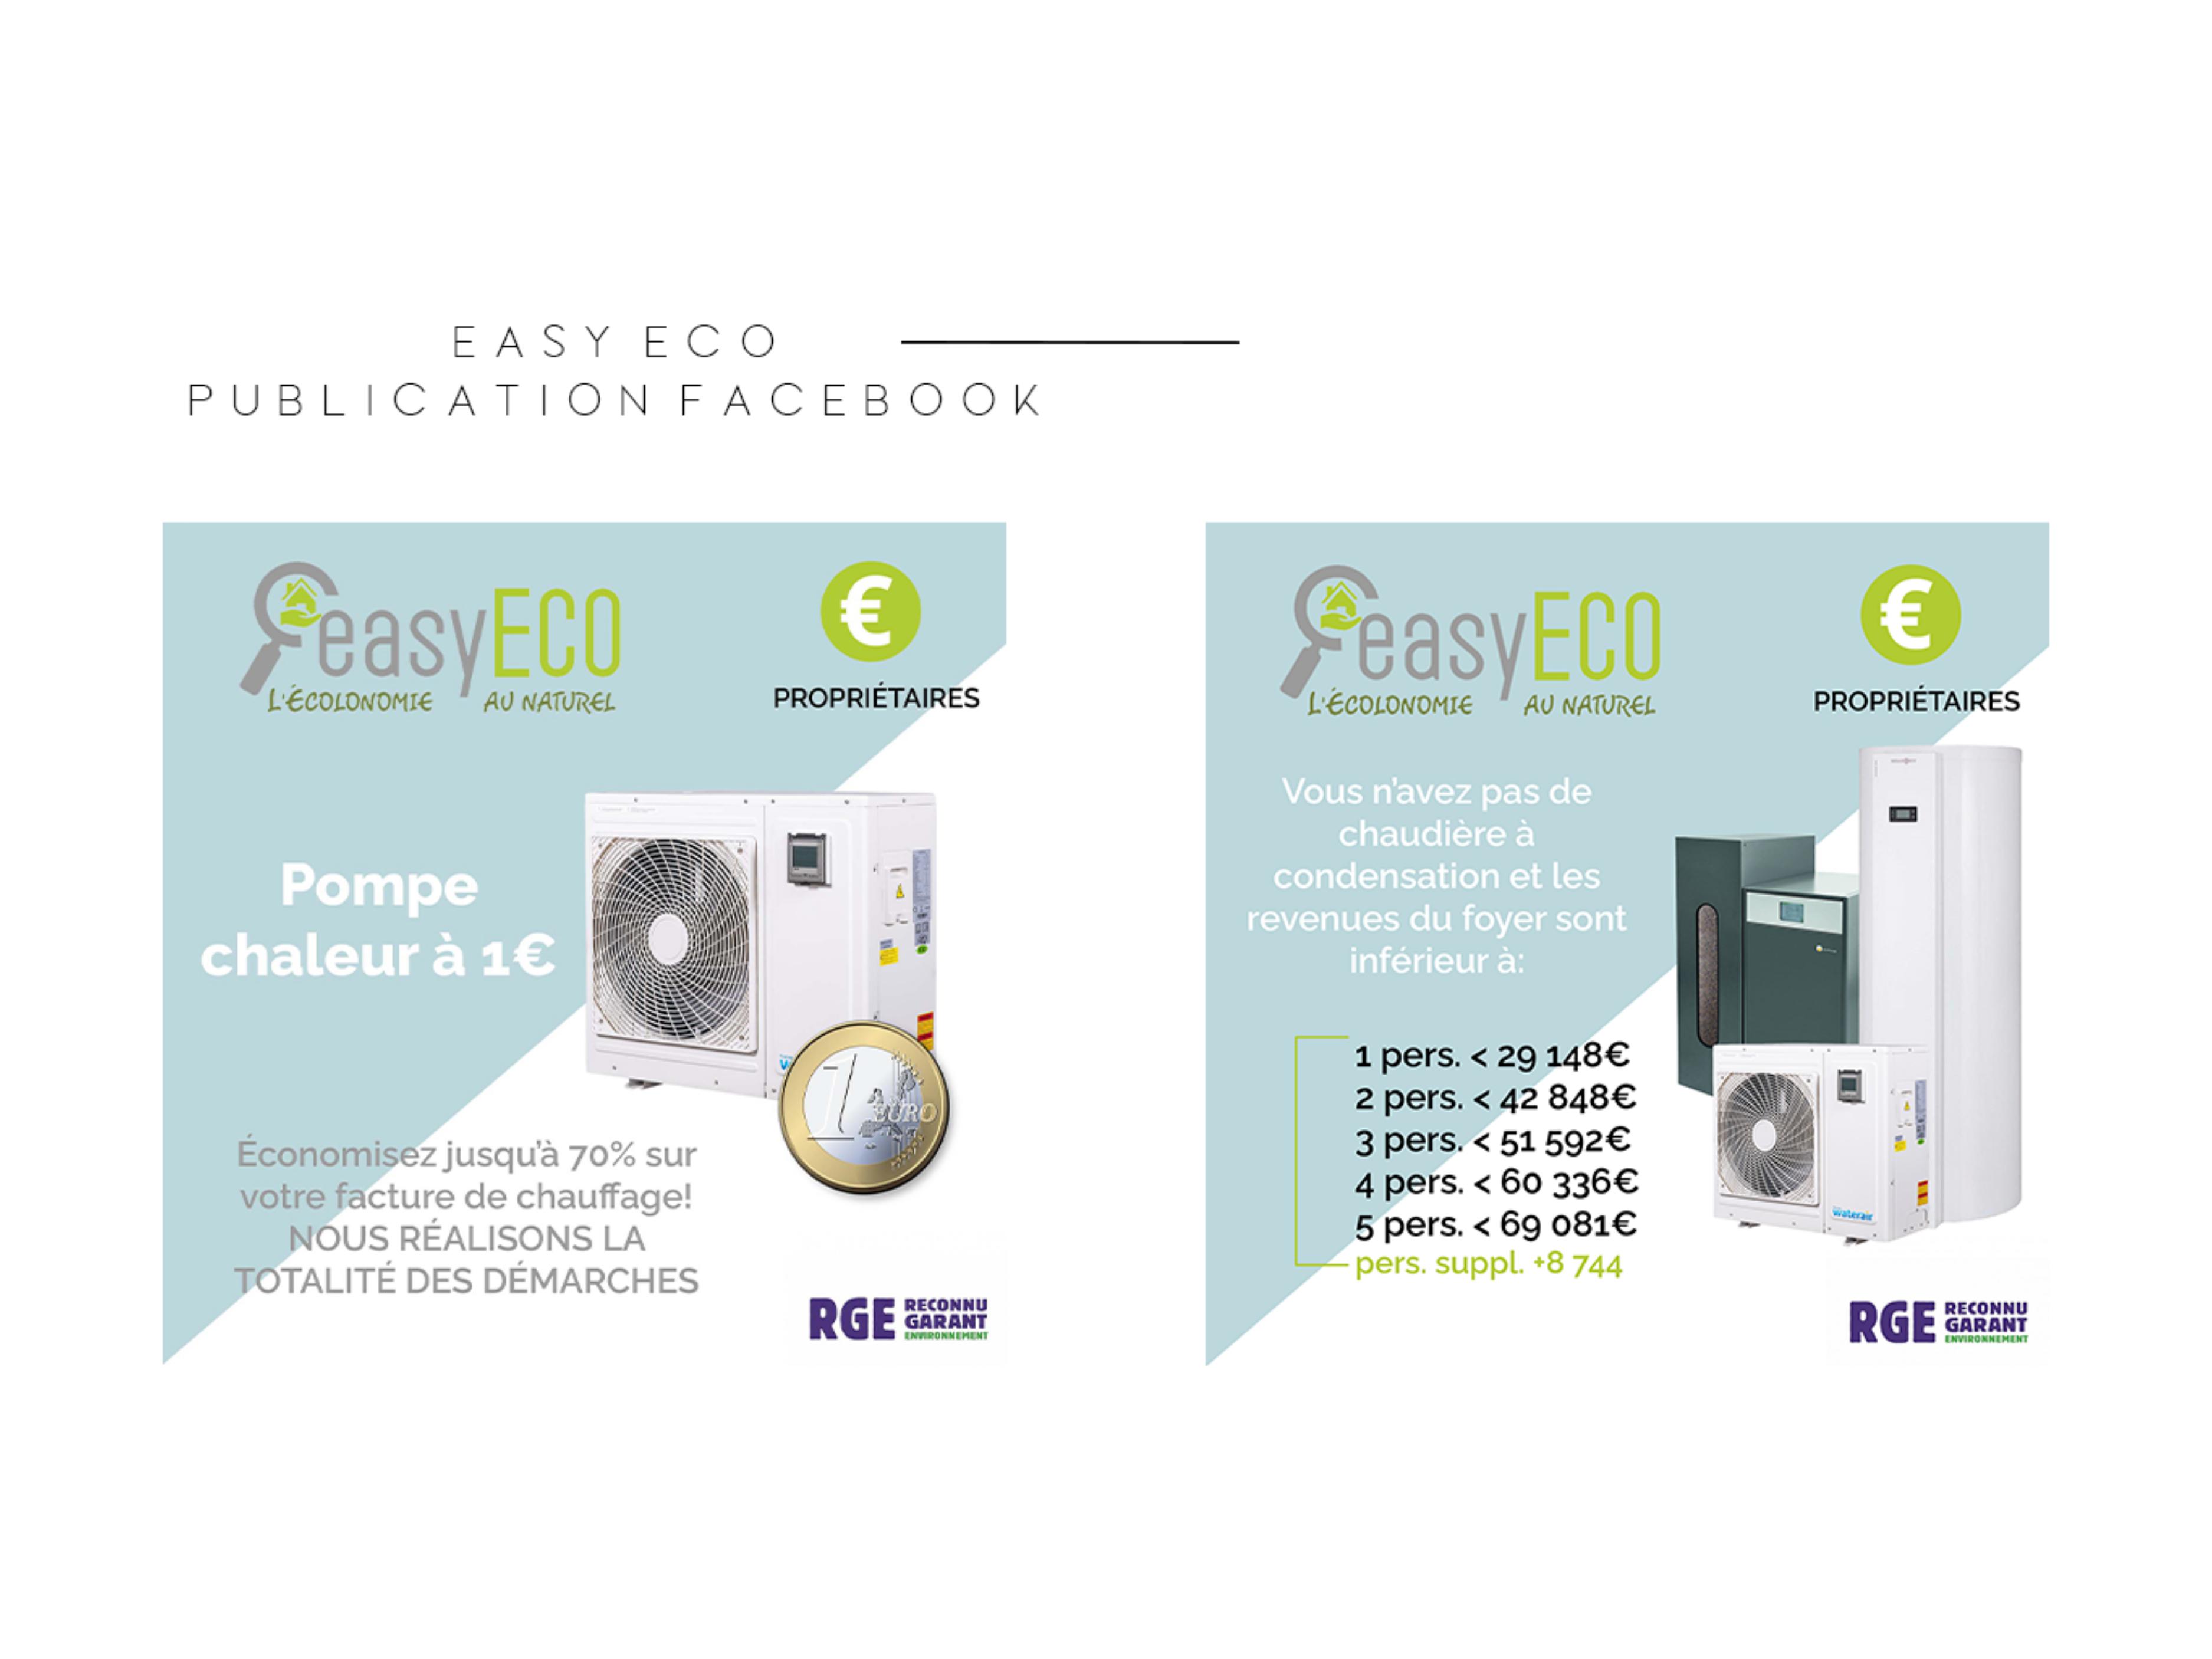 EASY ECO
PUBLICATION FACEBOOK
easyECO
L'ÉCOLONOMIE AU NATUREL
€
PROPRIÉTAIRES
Pompe
chaleur à 1€
1
EURO
Économisez jusqu'à 70% sur
votre facture de chauffage!
NOUS RÉALISONS LA
TOTALITÉ DES DÉMARCHES
RGE
RECONNU
GARANT
ENVIRONNEMENT
easyECO
L'ÉCOLONOMIE AU NATUREL
€
PROPRIÉTAIRES
Vous n'avez pas de
chaudière à
condensation et les
revenues du foyer sont
inférieur à:
1 pers. < 29 148€
2 pers. < 42 848€
3 pers. < 51 592€
4 pers. < 60 336€
5 pers. < 69 081€
pers. suppl. +8 744
waterair
RGE
RECONNU
GARANT
ENVIRONNEMENT